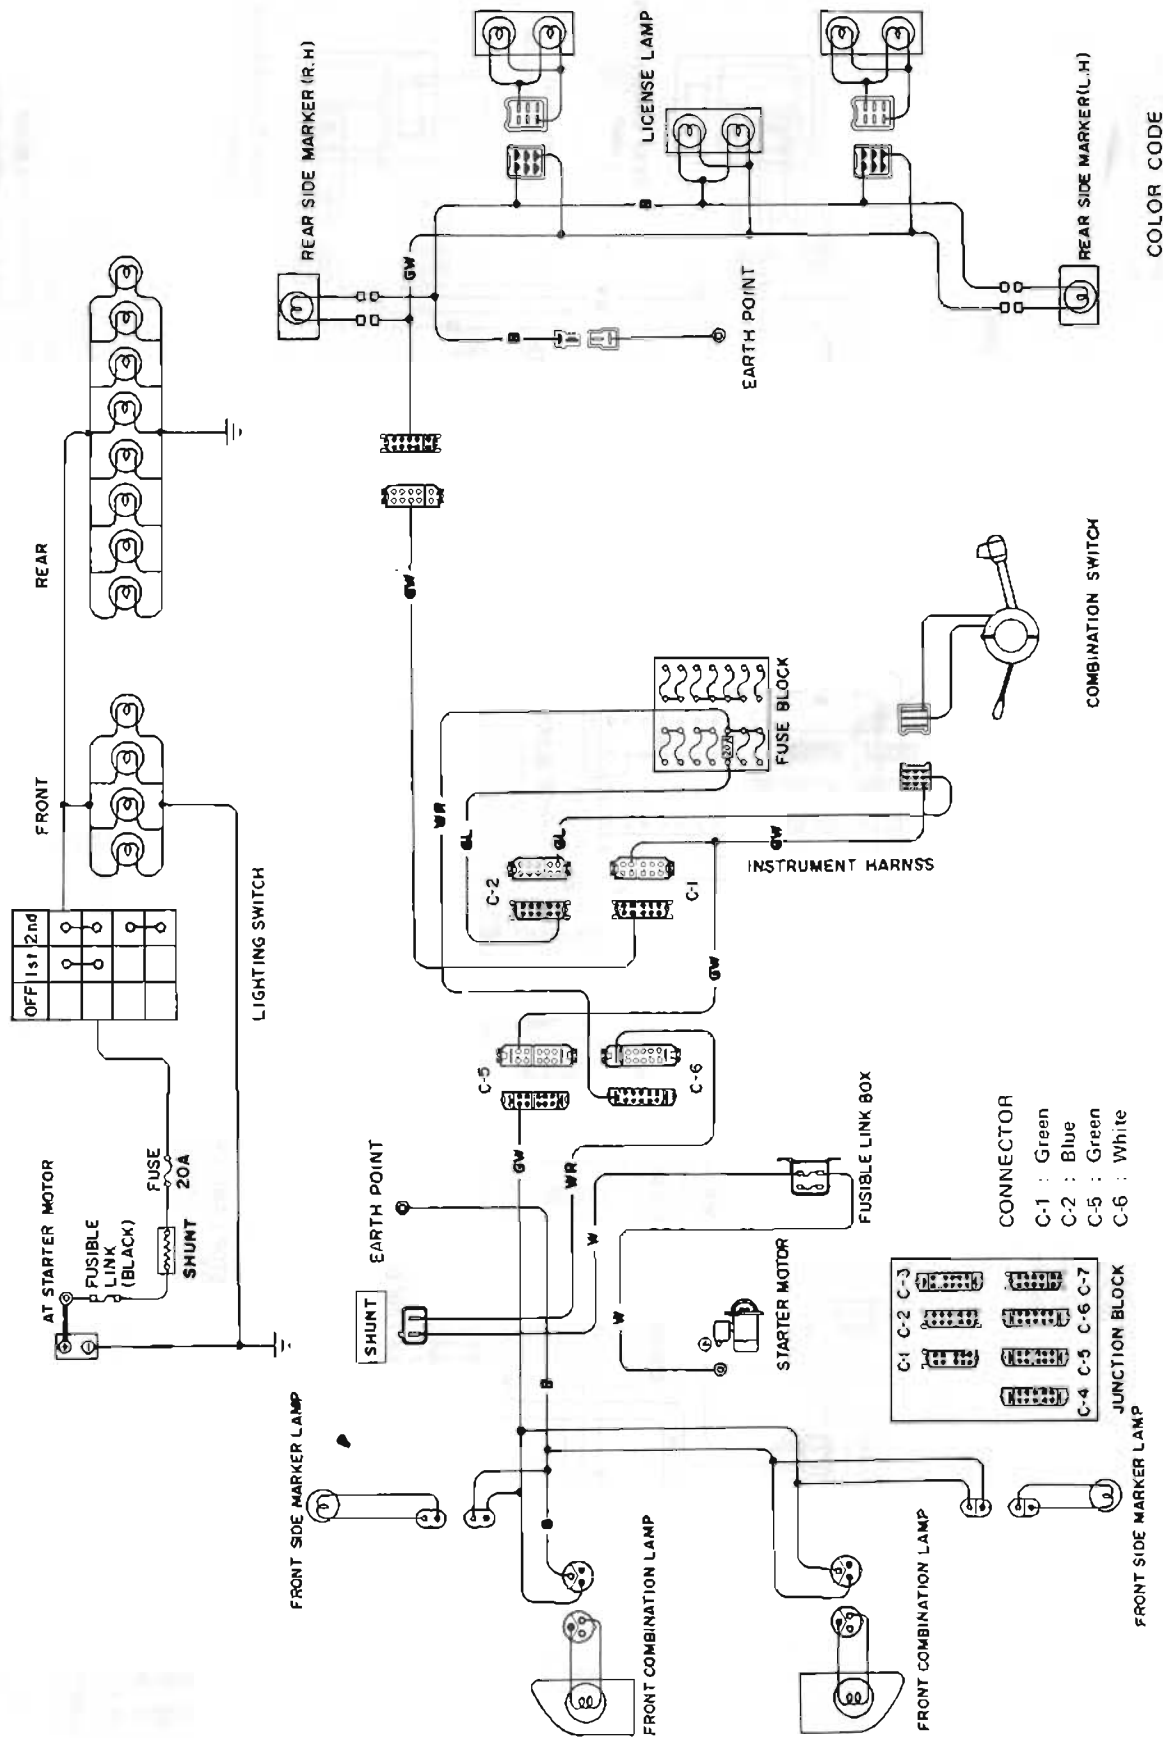 AT STARTER MOTOR
FUSIBLE
LINK
(BLACK)
SHUNT
FUSE
20A
OFF 1st 2nd
LIGHTING SWITCH
FRONT
REAR
FRONT SIDE MARKER LAMP
SHUNT
EARTH POINT
REAR SIDE MARKER (R.H)
GW
B
EARTH POINT
LICENSE LAMP
B
REAR SIDE MARKER(L.H)
COLOR CODE
GW
WR
GL
C-2
GL
C-1
GW
INSTRUMENT HARNSS
20A
FUSE BLOCK
COMBINATION SWITCH
GW
C-5
C-6
GW
WR
W
W
B
B
FUSIBLE LINK BOX
STARTER MOTOR
FRONT COMBINATION LAMP
FRONT COMBINATION LAMP
FRONT SIDE MARKER LAMP
C-1 C-2 C-3
C-4 C-5 C-6 C-7
JUNCTION BLOCK
CONNECTOR
C-1 : Green
C-2 : Blue
C-5 : Green
C-6 : White